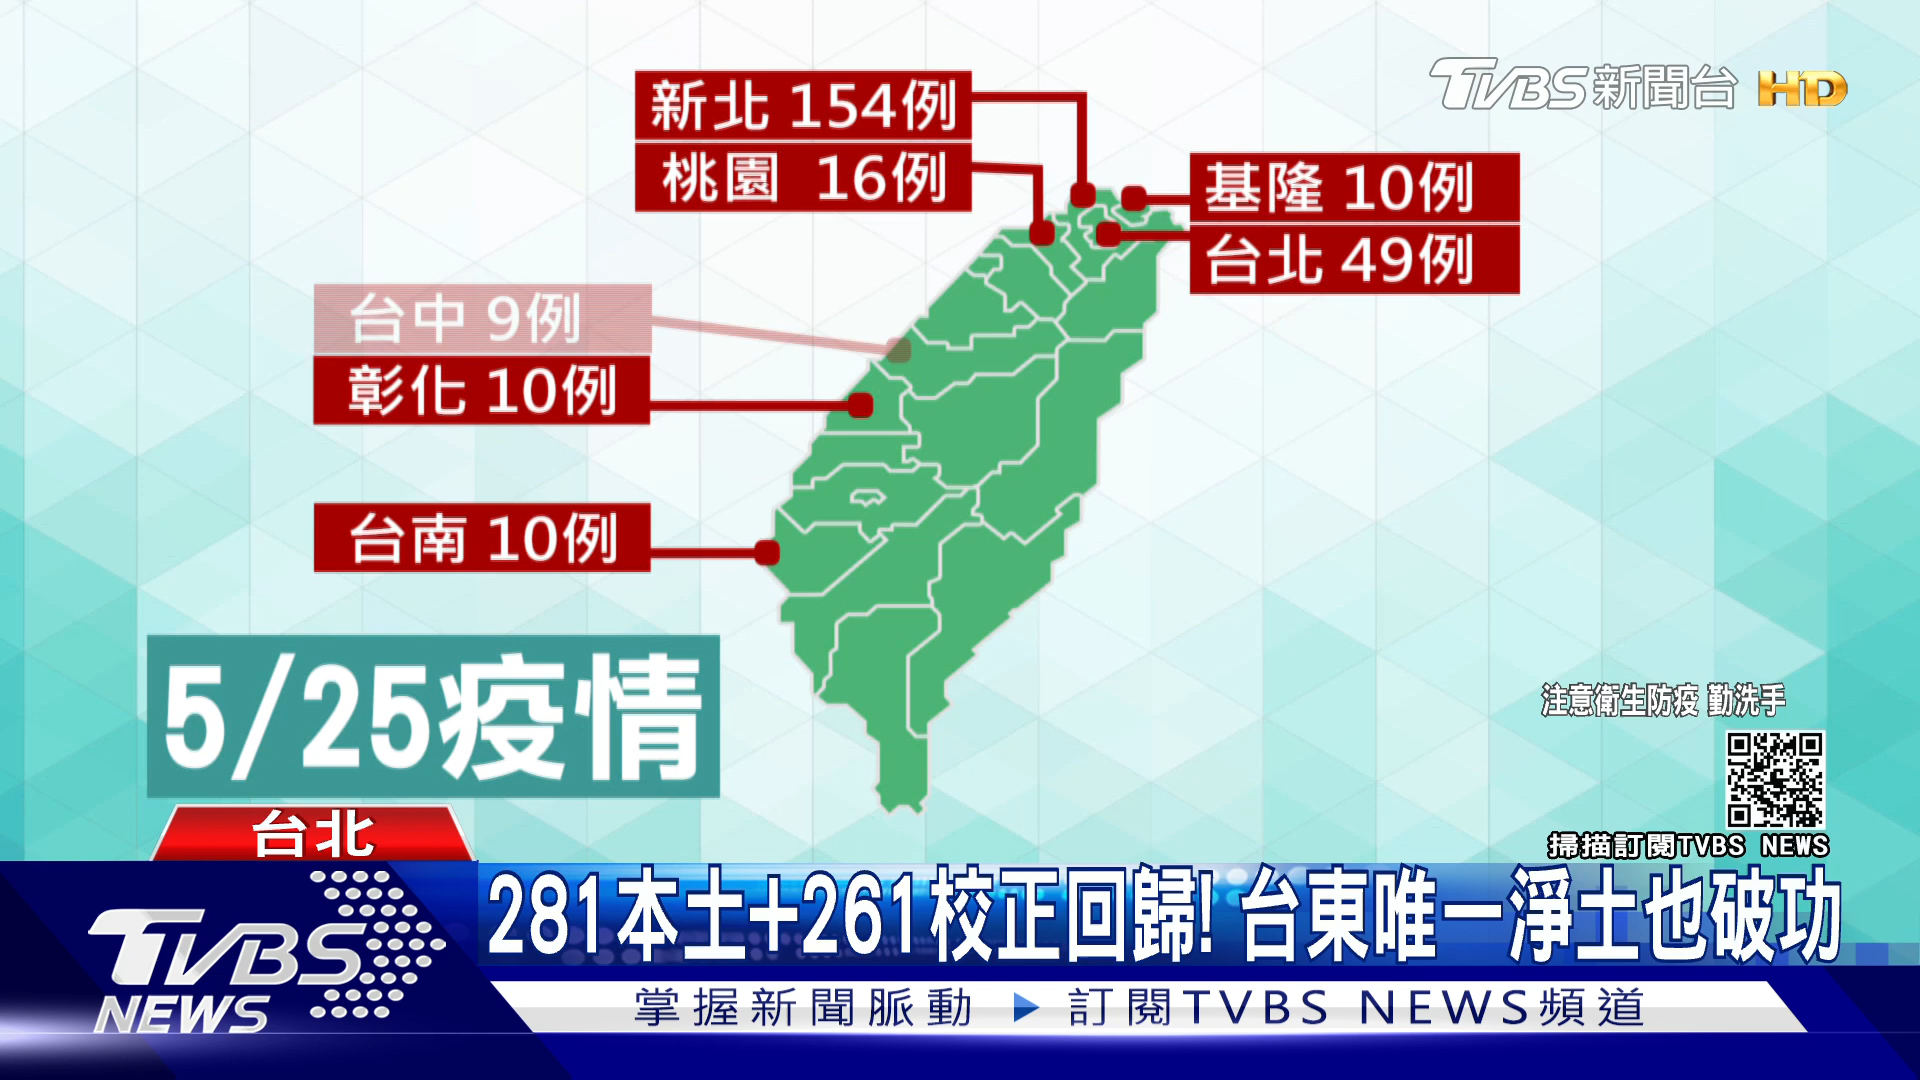 TVBS新聞台 HD
新北 154例
桃園 16例
基隆 10例
台北 49例
台中 9例
彰化 10例
台南 10例
5/25疫情
注意衛生防疫 勤洗手
掃描訂閱TVBS NEWS
台北
281本土+261校正回歸! 台東唯一淨土也破功
TVBS NEWS
掌握新聞脈動 ▶ 訂閱TVBS NEWS頻道